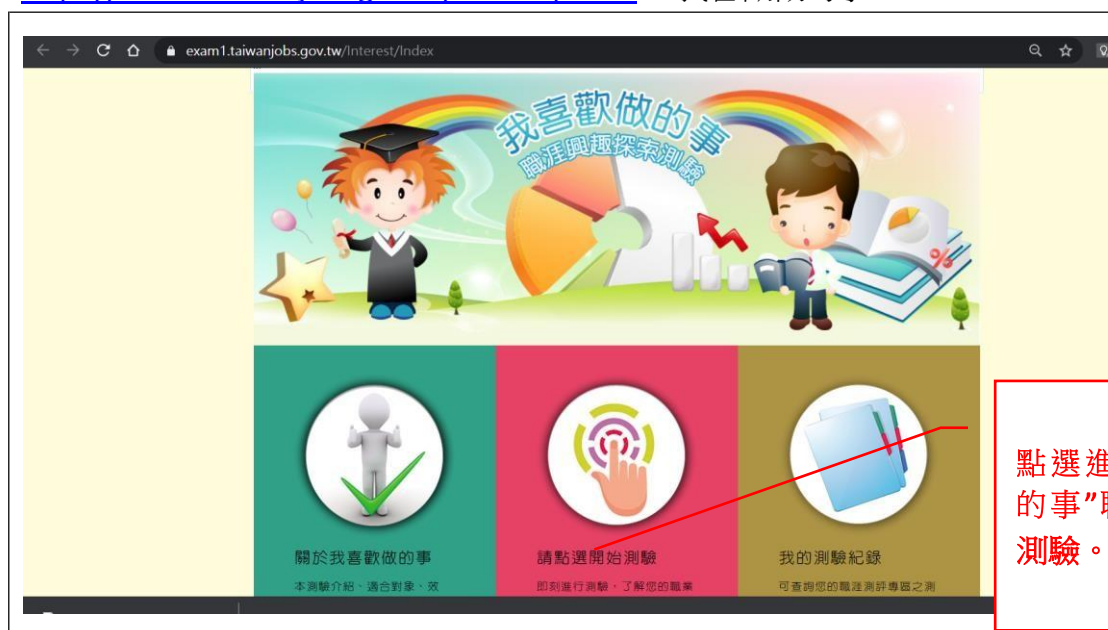 exam1.taiwanjobs.gov.tw/Interest/Index
我喜歡做的事
職涯興趣探索測驗
%
關於我喜歡做的事
本測驗介紹、適合對象、效
請點選開始測驗
即刻進行測驗，了解您的職業
我的測驗紀錄
可查詢您的職涯測評專區之測
點選進
的事"職
測驗。